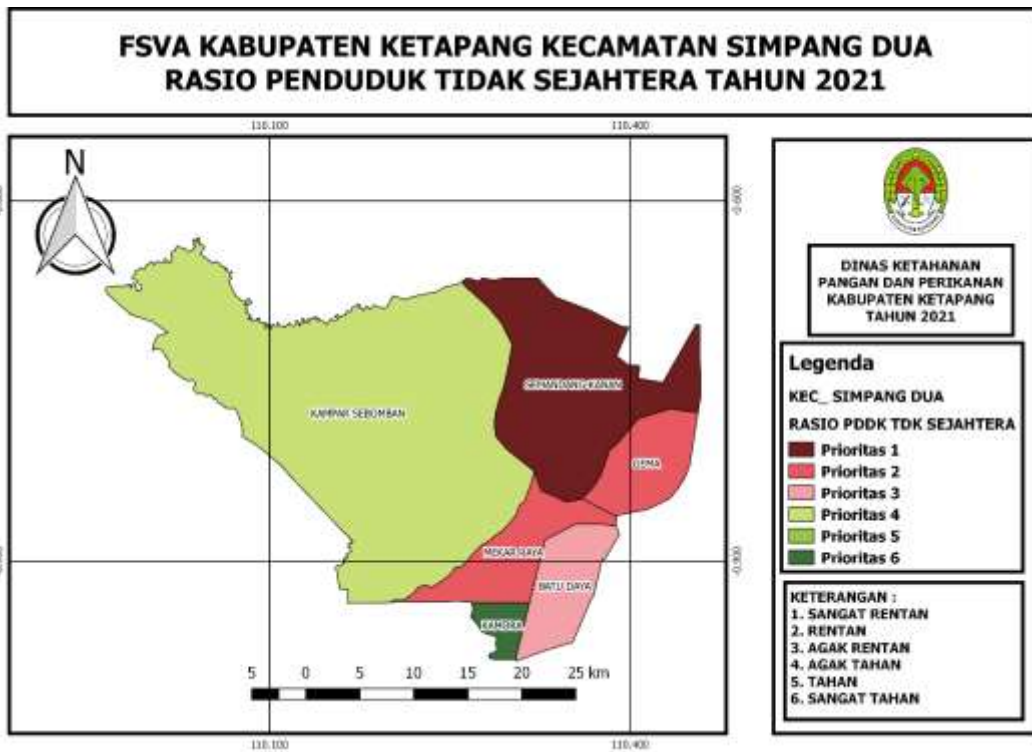 FSVA KABUPATEN KETAPANG KECAMATAN SIMPANG DUA
RASIO PENDUDUK TIDAK SEJAHTERA TAHUN 2021
110.100
110.400
N
-0.600
DINAS KETAHANAN
PANGAN DAN PERIKANAN
KABUPATEN KETAPANG
TAHUN 2021
Legenda
KEC_ SIMPANG DUA
RASIO PDDK TDK SEJAHTERA
Prioritas 1
Prioritas 2
Prioritas 3
Prioritas 4
Prioritas 5
Prioritas 6
SEMANDANG KANAN
KAMPAR SEBOMBAN
GEMA
MEKAR RAYA
BATU DAYA
KAMORA
-0.900
KETERANGAN :
1. SANGAT RENTAN
2. RENTAN
3. AGAK RENTAN
4. AGAK TAHAN
5. TAHAN
6. SANGAT TAHAN
5 0 5 10 15 20 25 km
110.100
110.400